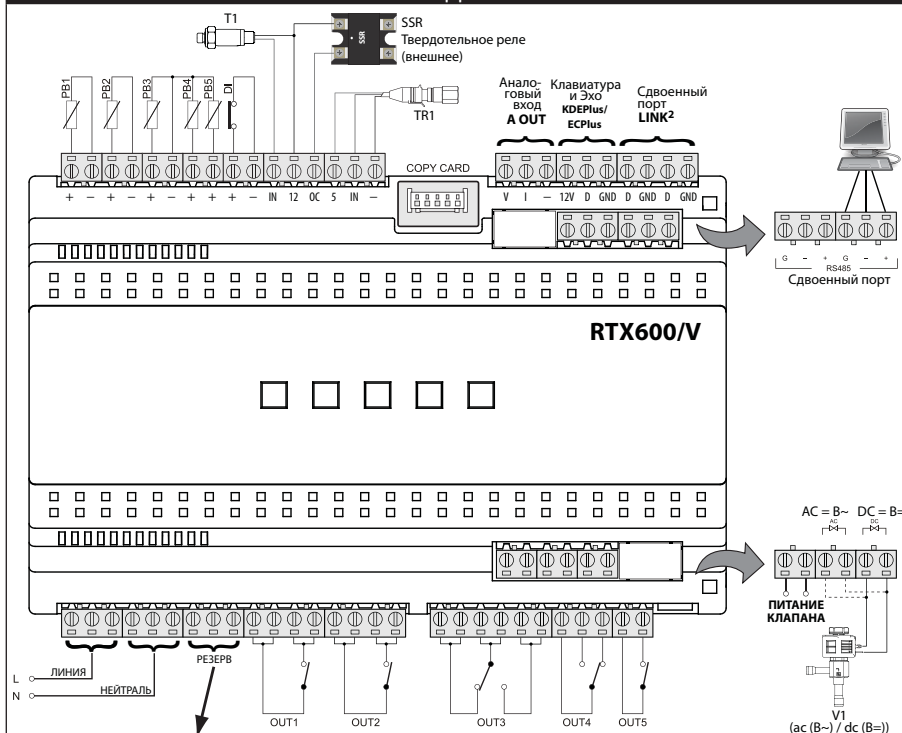 T1
SSR
SSR
Твердотельное реле
(внешнее)
PB1
PB2
PB3
PB4
PB5
DI
TR1
Анало-
говый
вход
A OUT
Клавиатура
и Эхо
KDEPlus/
ECPlus
Сдвоенный
порт
LINK²
COPY CARD
+ − + − + − + + + − IN 12 OC 5 IN −
V I − 12V D GND D GND D GND
G − + G − +
RS485
Сдвоенный порт
RTX600/V
AC = B~ DC = B=
AC DC
ПИТАНИЕ
КЛАПАНА
L
ЛИНИЯ
N
НЕЙТРАЛЬ
РЕЗЕРВ
OUT1
OUT2
OUT3
OUT4
OUT5
V1
(ac (B~) / dc (B=))